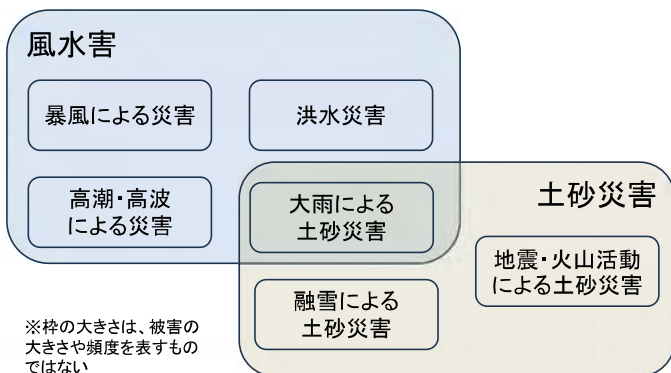 風水害
暴風による災害
洪水災害
高潮・高波
による災害
大雨による
土砂災害
土砂災害
地震・火山活動
による土砂災害
融雪による
土砂災害
※枠の大きさは、被害の
大きさや頻度を表すもの
ではない